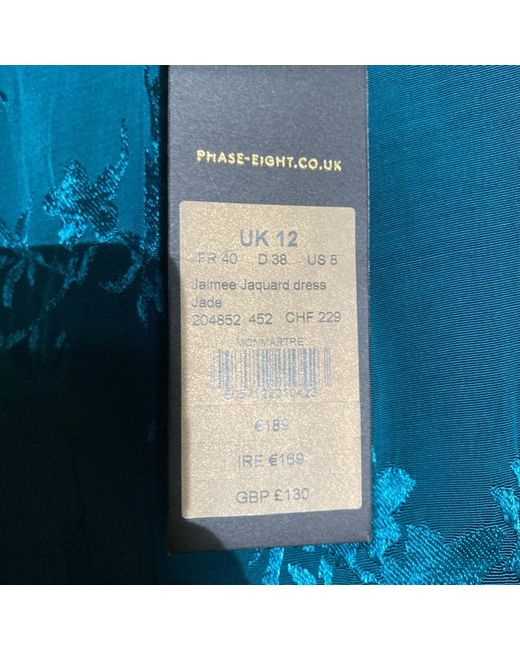 PHASE-EIGHT.CO.UK
UK 12
FR 40 D 38 US 8
Jaimee Jaquard dress
Jade
204852 452 CHF 229
MONMARTRE
€189
IRE €169
GBP £130